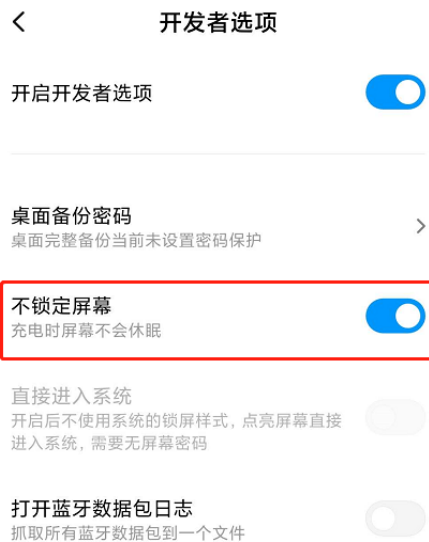 开发者选项
开启开发者选项
桌面备份密码
桌面完整备份当前未设置密码保护
不锁定屏幕
充电时屏幕不会休眠
直接进入系统
开启后不使用系统的锁屏样式，点亮屏幕直接
进入系统，需要无屏幕密码
打开蓝牙数据包日志
抓取所有蓝牙数据包到一个文件